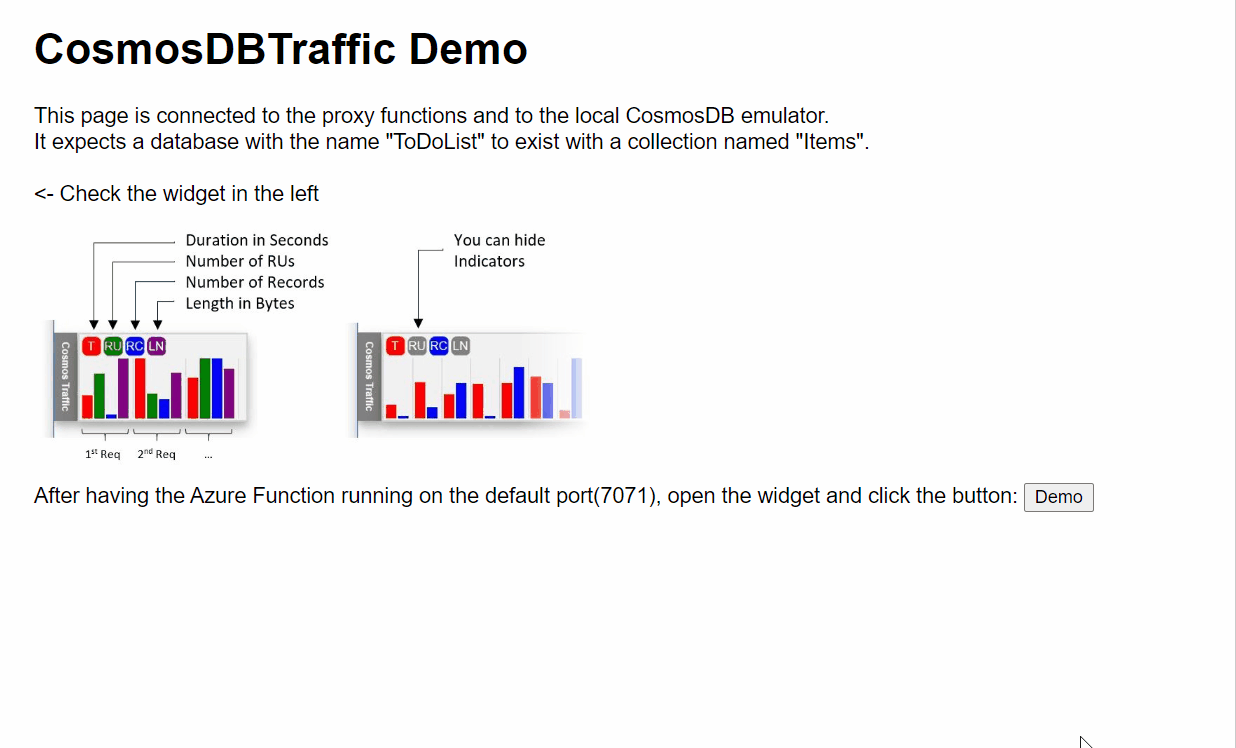 CosmosDBTraffic Demo
This page is connected to the proxy functions and to the local CosmosDB emulator.
It expects a database with the name "ToDoList" to exist with a collection named "Items".
<- Check the widget in the left
Duration in Seconds
Number of RUs
Number of Records
Length in Bytes
Cosmos Traffic
T RU RC LN
1st Req 2nd Req ...
You can hide
Indicators
Cosmos Traffic
T RU RC LN
After having the Azure Function running on the default port(7071), open the widget and click the button: Demo